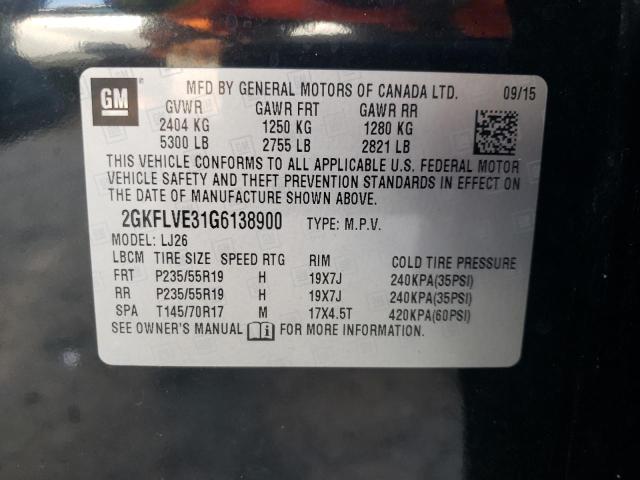 GM
MFD BY GENERAL MOTORS OF CANADA LTD. 09/15
GVWR GAWR FRT GAWR RR
2404 KG 1250 KG 1280 KG
5300 LB 2755 LB 2821 LB
THIS VEHICLE CONFORMS TO ALL APPLICABLE U.S. FEDERAL MOTOR
VEHICLE SAFETY AND THEFT PREVENTION STANDARDS IN EFFECT ON
THE DATE OF MANUFACTURE SHOWN ABOVE.
2GKFLVE31G6138900 TYPE: M.P.V.
MODEL: LJ26
LBCM TIRE SIZE SPEED RTG RIM COLD TIRE PRESSURE
FRT P235/55R19 H 19X7J 240KPA(35PSI)
RR P235/55R19 H 19X7J 240KPA(35PSI)
SPA T145/70R17 M 17X4.5T 420KPA(60PSI)
SEE OWNER'S MANUAL FOR MORE INFORMATION.